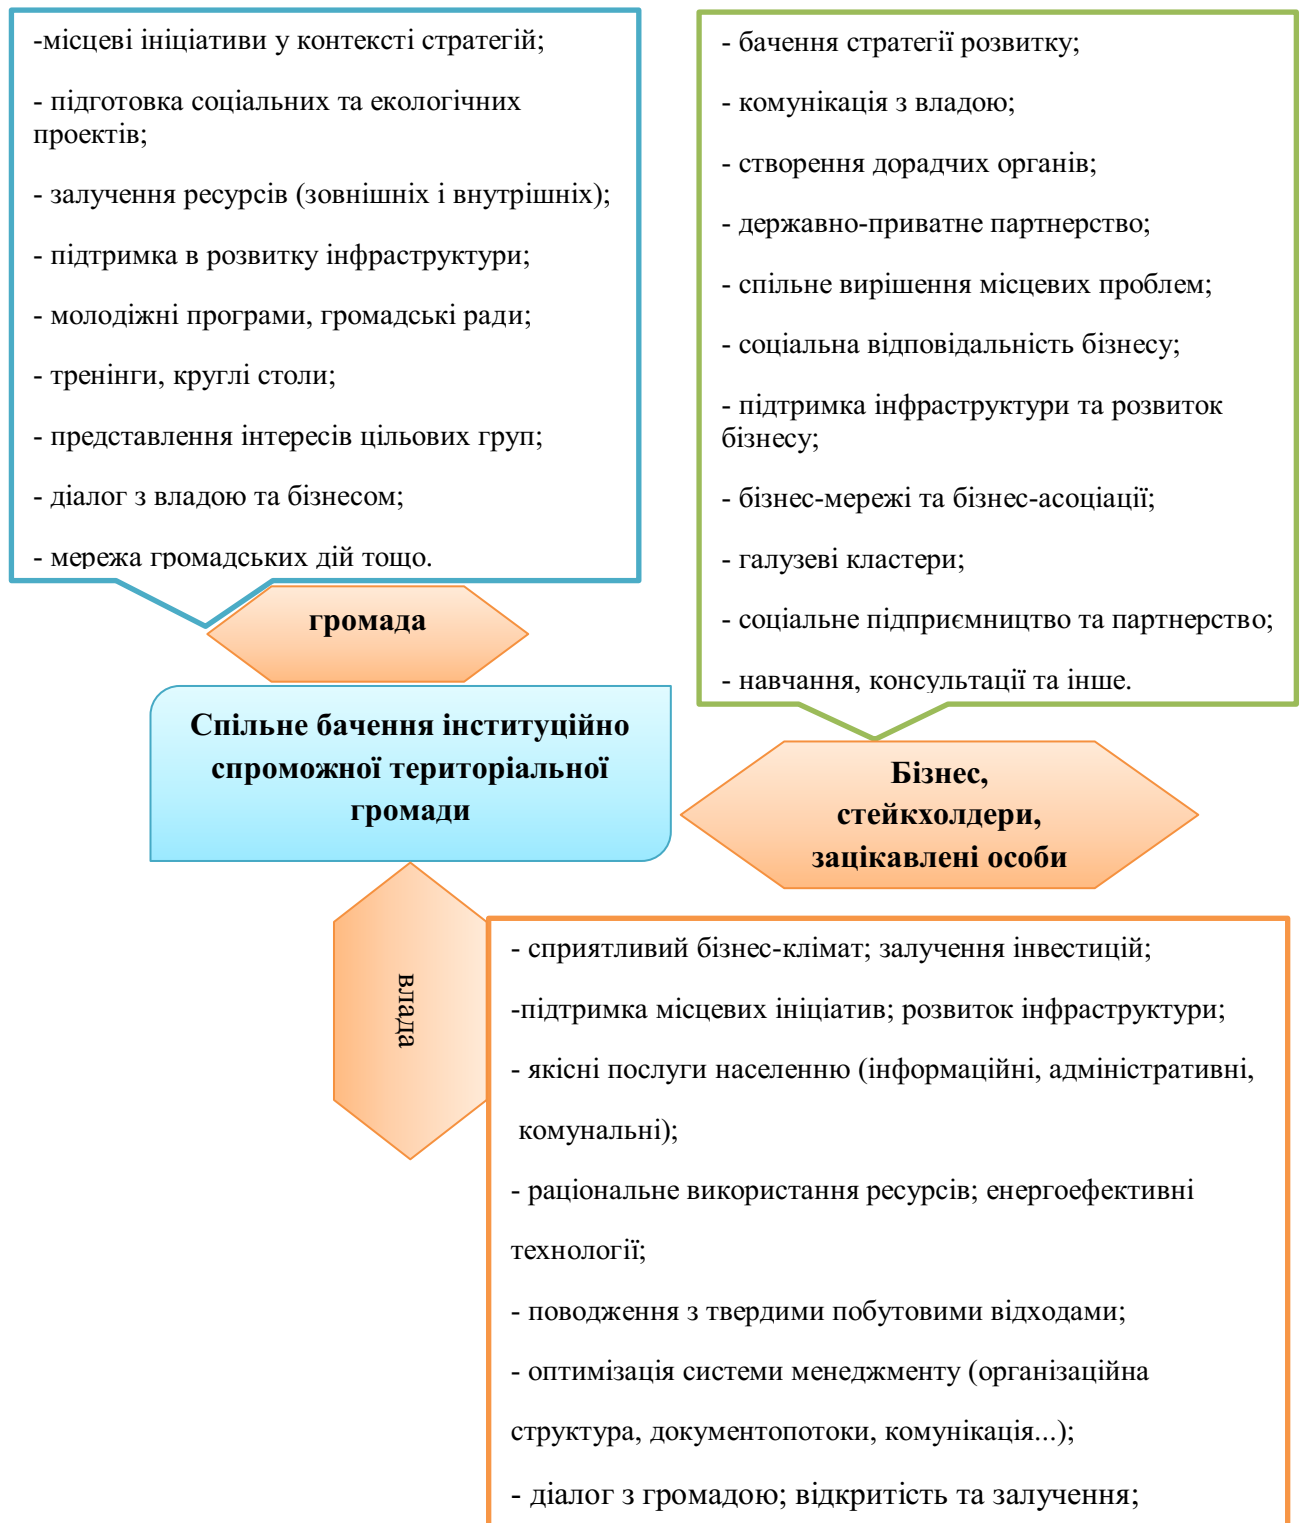 -місцеві ініціативи у контексті стратегій;
- підготовка соціальних та екологічних
проектів;
- залучення ресурсів (зовнішніх і внутрішніх);
- підтримка в розвитку інфраструктури;
- молодіжні програми, громадські ради;
- тренінги, круглі столи;
- представлення інтересів цільових груп;
- діалог з владою та бізнесом;
- мережа громадських дій тощо.
- бачення стратегії розвитку;
- комунікація з владою;
- створення дорадчих органів;
- державно-приватне партнерство;
- спільне вирішення місцевих проблем;
- соціальна відповідальність бізнесу;
- підтримка інфраструктури та розвиток
бізнесу;
- бізнес-мережі та бізнес-асоціації;
- галузеві кластери;
- соціальне підприємництво та партнерство;
- навчання, консультації та інше.
громада
Спільне бачення інституційно
спроможної територіальної
громади
Бізнес,
стейкхолдери,
зацікавлені особи
влада
- сприятливий бізнес-клімат; залучення інвестицій;
-підтримка місцевих ініціатив; розвиток інфраструктури;
- якісні послуги населенню (інформаційні, адміністративні,
комунальні);
- раціональне використання ресурсів; енергоефективні
технології;
- поводження з твердими побутовими відходами;
- оптимізація системи менеджменту (організаційна
структура, документопотоки, комунікація...);
- діалог з громадою; відкритість та залучення;